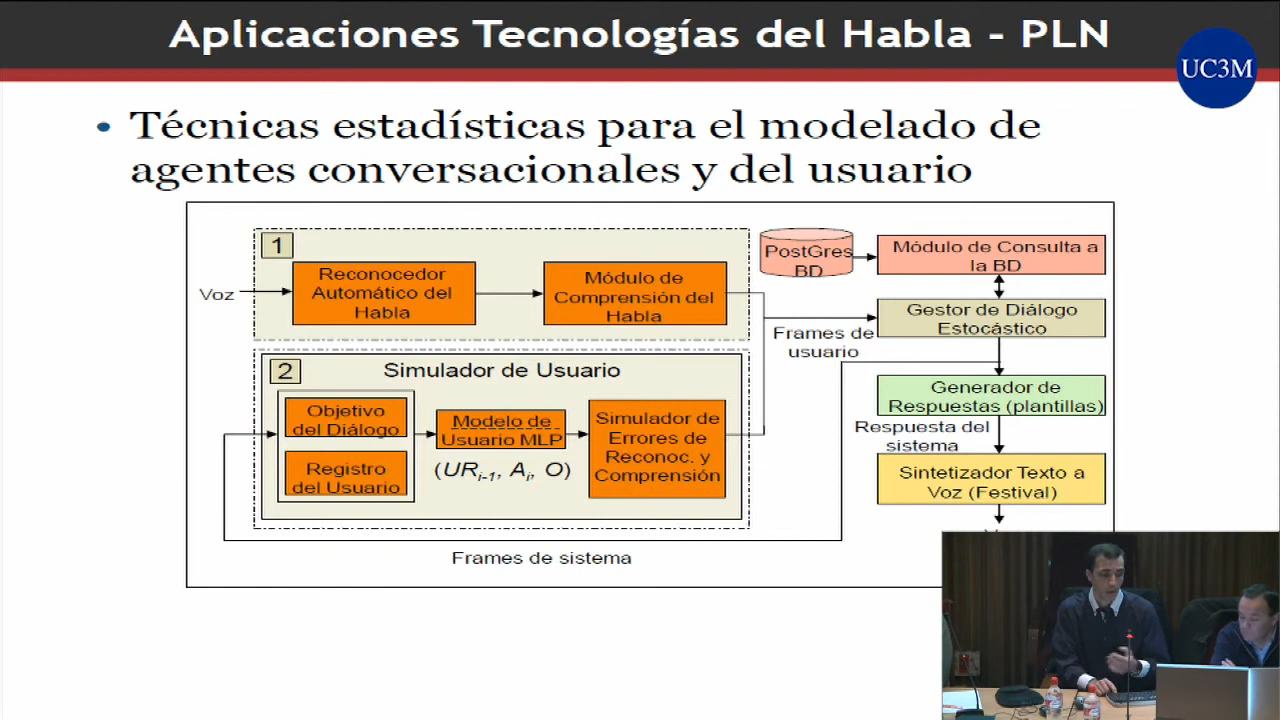 Aplicaciones Tecnologías del Habla - PLN
UC3M
• Técnicas estadísticas para el modelado de
agentes conversacionales y del usuario
1
Voz
Reconocedor
Automático del
Habla
Módulo de
Comprensión del
Habla
PostGres
BD
Módulo de Consulta a
la BD
Gestor de Diálogo
Estocástico
Frames de
usuario
2
Simulador de Usuario
Objetivo
del Diálogo
Registro
del Usuario
Modelo de
Usuario MLP
(URi-1, Ai, O)
Simulador de
Errores de
Reconoc. y
Comprensión
Generador de
Respuestas (plantillas)
Respuesta del
sistema
Sintetizador Texto a
Voz (Festival)
Frames de sistema